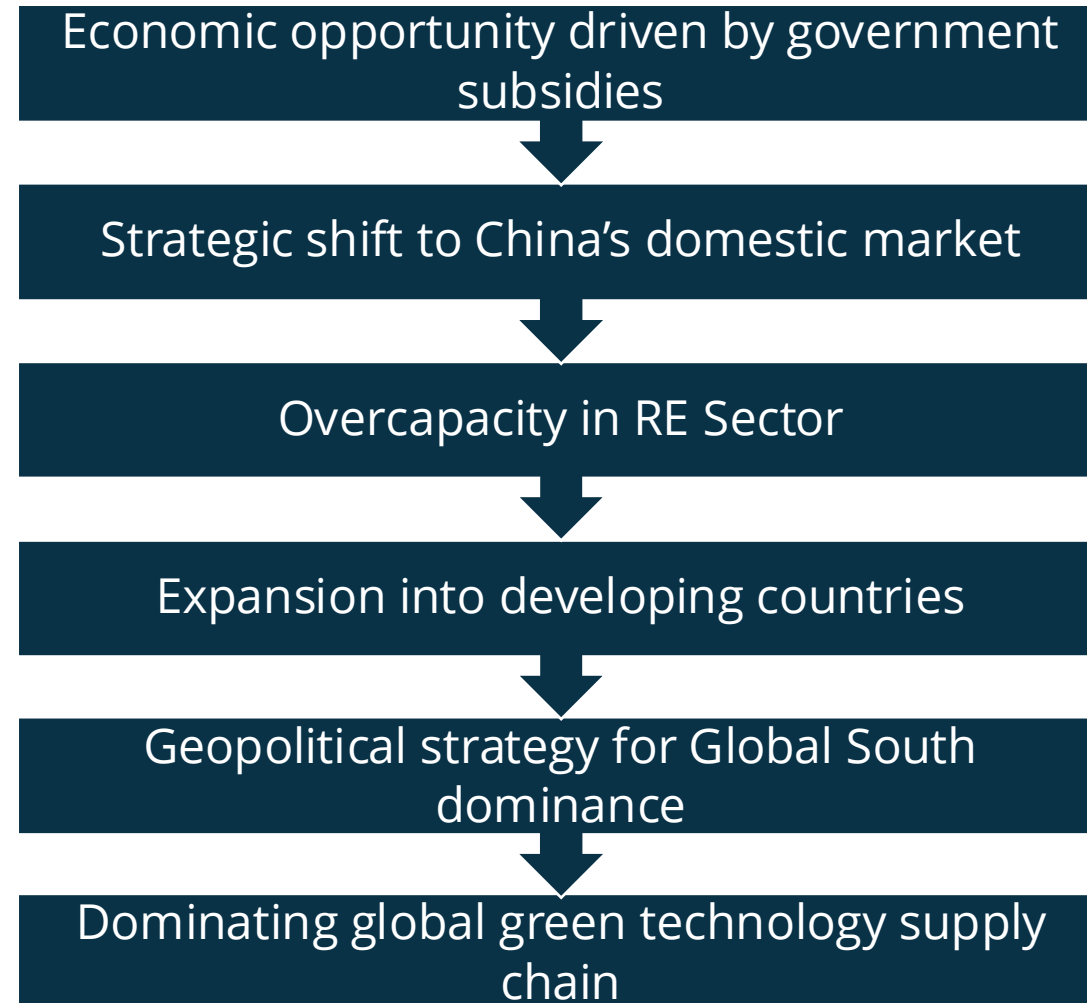 Economic opportunity driven by government
subsidies
Strategic shift to China’s domestic market
Overcapacity in RE Sector
Expansion into developing countries
Geopolitical strategy for Global South
dominance
Dominating global green technology supply
chain